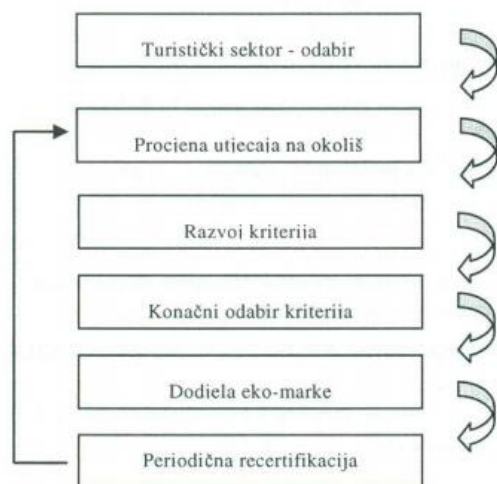 Turistički sektor - odabir
Procjena utjecaja na okoliš
Razvoj kriterija
Konačni odabir kriterija
Dodjela eko-marke
Periodična recertifikacija